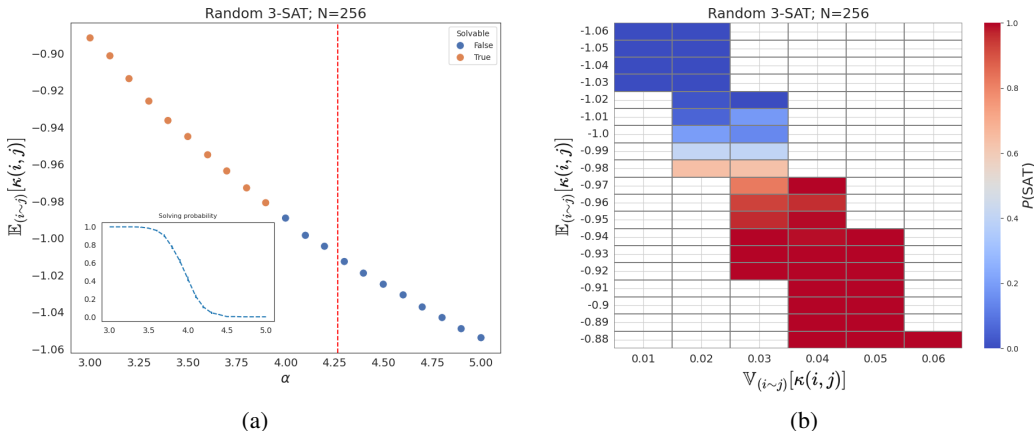 Random 3-SAT; N=256
Solvable
False
True
𝔼(i∼j)[κ(i,j)]
−0.90
−0.92
−0.94
−0.96
−0.98
−1.00
−1.02
−1.04
−1.06
Solving probability
1.0
0.8
0.6
0.4
0.2
0.0
3.0 3.5 4.0 4.5 5.0
3.00 3.25 3.50 3.75 4.00 4.25 4.50 4.75 5.00
α
(a)
Random 3-SAT; N=256
𝔼(i∼j)[κ(i,j)]
-1.06
-1.05
-1.04
-1.03
-1.02
-1.01
-1.0
-0.99
-0.98
-0.97
-0.96
-0.95
-0.94
-0.93
-0.92
-0.91
-0.9
-0.89
-0.88
0.01 0.02 0.03 0.04 0.05 0.06
𝕍(i∼j)[κ(i,j)]
1.0
0.8
0.6
0.4
0.2
0.0
P(SAT)
(b)